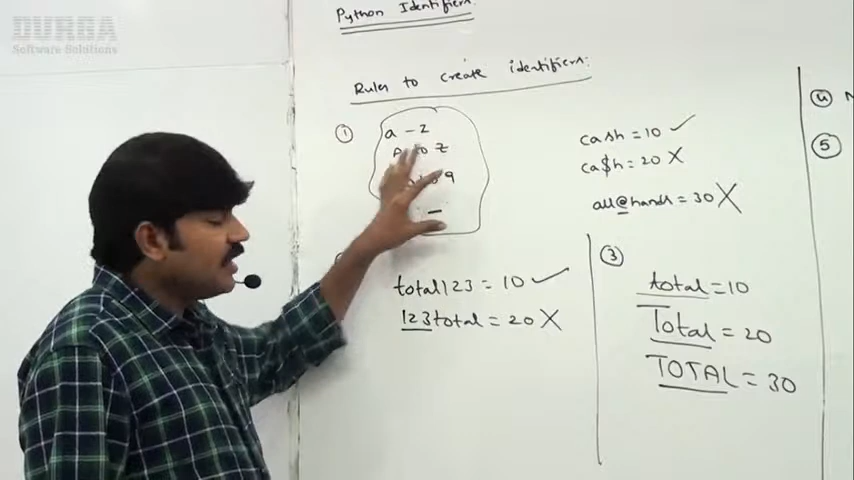 DURGA
Software Solutions
Python Identifiers
Rules to create identifiers:
① a - z
to Z
9
_
cash = 10 ✓
ca$h = 20 X
all@hands = 30 X
total123 = 10 ✓
123total = 20 X
③ total = 10
Total = 20
TOTAL = 30
④
⑤